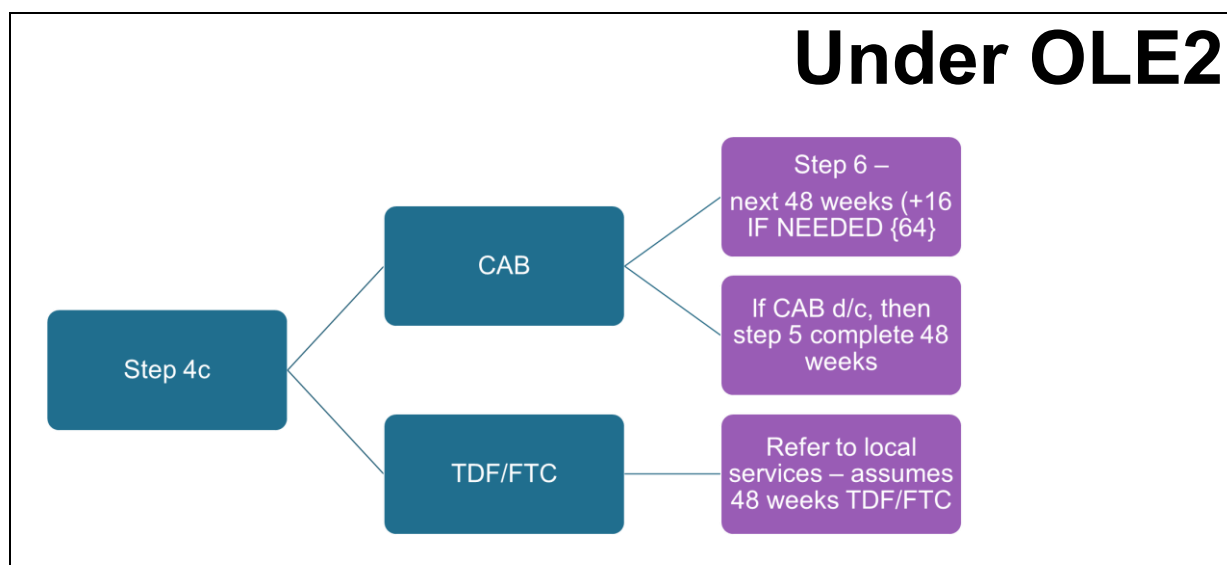 Under OLE2
Step 4c
CAB
TDF/FTC
Step 6 –
next 48 weeks (+16
IF NEEDED {64}
If CAB d/c, then
step 5 complete 48
weeks
Refer to local
services – assumes
48 weeks TDF/FTC